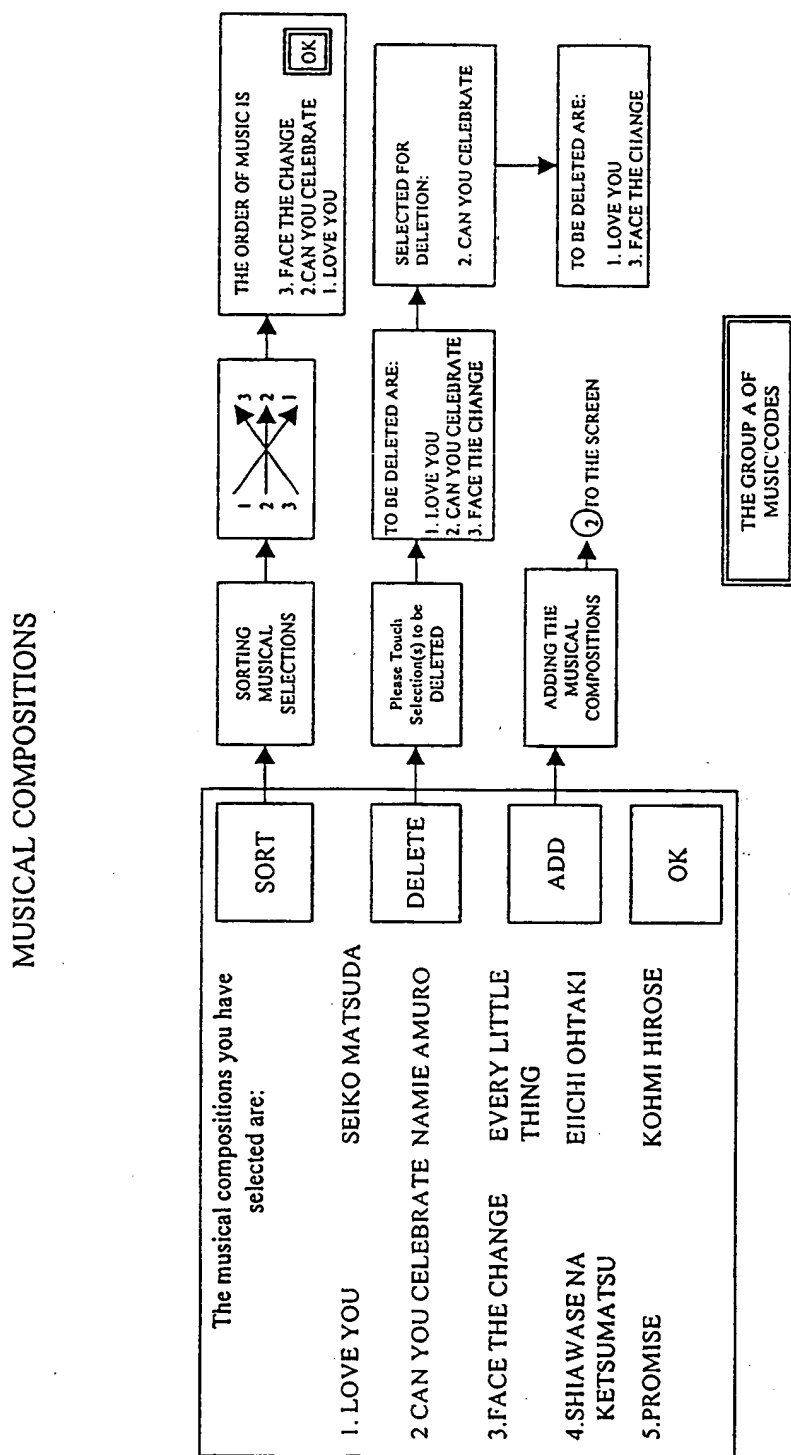 MUSICAL COMPOSITIONS
The musical compositions you have
selected are:
1. LOVE YOU SEIKO MATSUDA
2 CAN YOU CELEBRATE NAMIE AMURO
3.FACE THE CHANGE EVERY LITTLE
THING
4.SHIAWASE NA EIICHI OHTAKI
KETSUMATSU
5.PROMISE KOHMI HIROSE
SORT
DELETE
ADD
OK
SORTING
MUSICAL
SELECTIONS
1 3
2 2
3 1
THE ORDER OF MUSIC IS
3. FACE THE CHANGE
2.CAN YOU CELEBRATE
1. LOVE YOU
OK
Please Touch
Selection(s) to be
DELETED
TO BE DELETED ARE:
1. LOVE YOU
2. CAN YOU CELEBRATE
3. FACE THE CHANGE
SELECTED FOR
DELETION:
2. CAN YOU CELEBRATE
TO BE DELETED ARE:
1. LOVE YOU
3. FACE THE CHANGE
ADDING THE
MUSICAL
COMPOSITIONS
2 TO THE SCREEN
THE GROUP A OF
MUSIC CODES